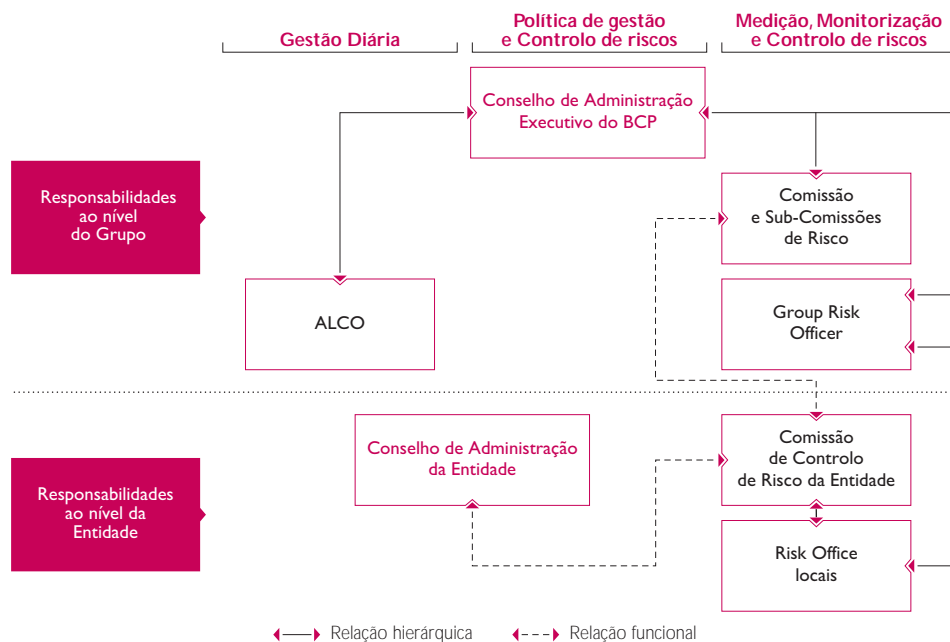 Gestão Diária
Política de gestão
e Controlo de riscos
Medição, Monitorização
e Controlo de riscos
Conselho de Administração
Executivo do BCP
Responsabilidades
ao nível
do Grupo
Comissão
e Sub-Comissões
de Risco
ALCO
Group Risk
Officer
Conselho de Administração
da Entidade
Comissão
de Controlo
de Risco da Entidade
Responsabilidades
ao nível da
Entidade
Risk Office
locais
Relação hierárquica
Relação funcional